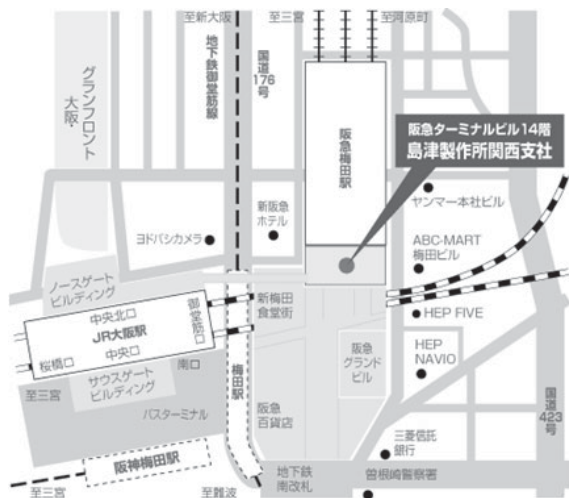 至新大阪
至三宮
至河原町
地下鉄御堂筋線
国道
176
号
グランフロント
大阪・
阪急梅田駅
阪急ターミナルビル14階
島津製作所関西支社
ヤンマー本社ビル
新阪急
ホテル
ヨドバシカメラ
ABC-MART
梅田ビル
ノースゲート
ビルディング
中央北口
御堂筋口
JR大阪駅
桜橋口
中央口
南口
サウスゲート
ビルディング
新梅田
食堂街
HEP FIVE
阪急
グランド
ビル
HEP
NAVIO
至三宮
バスターミナル
梅田駅
阪急
百貨店
国道
423
号
三菱信託
銀行
阪神梅田駅
地下鉄
南改札
曽根崎警察署
至三宮
至難波